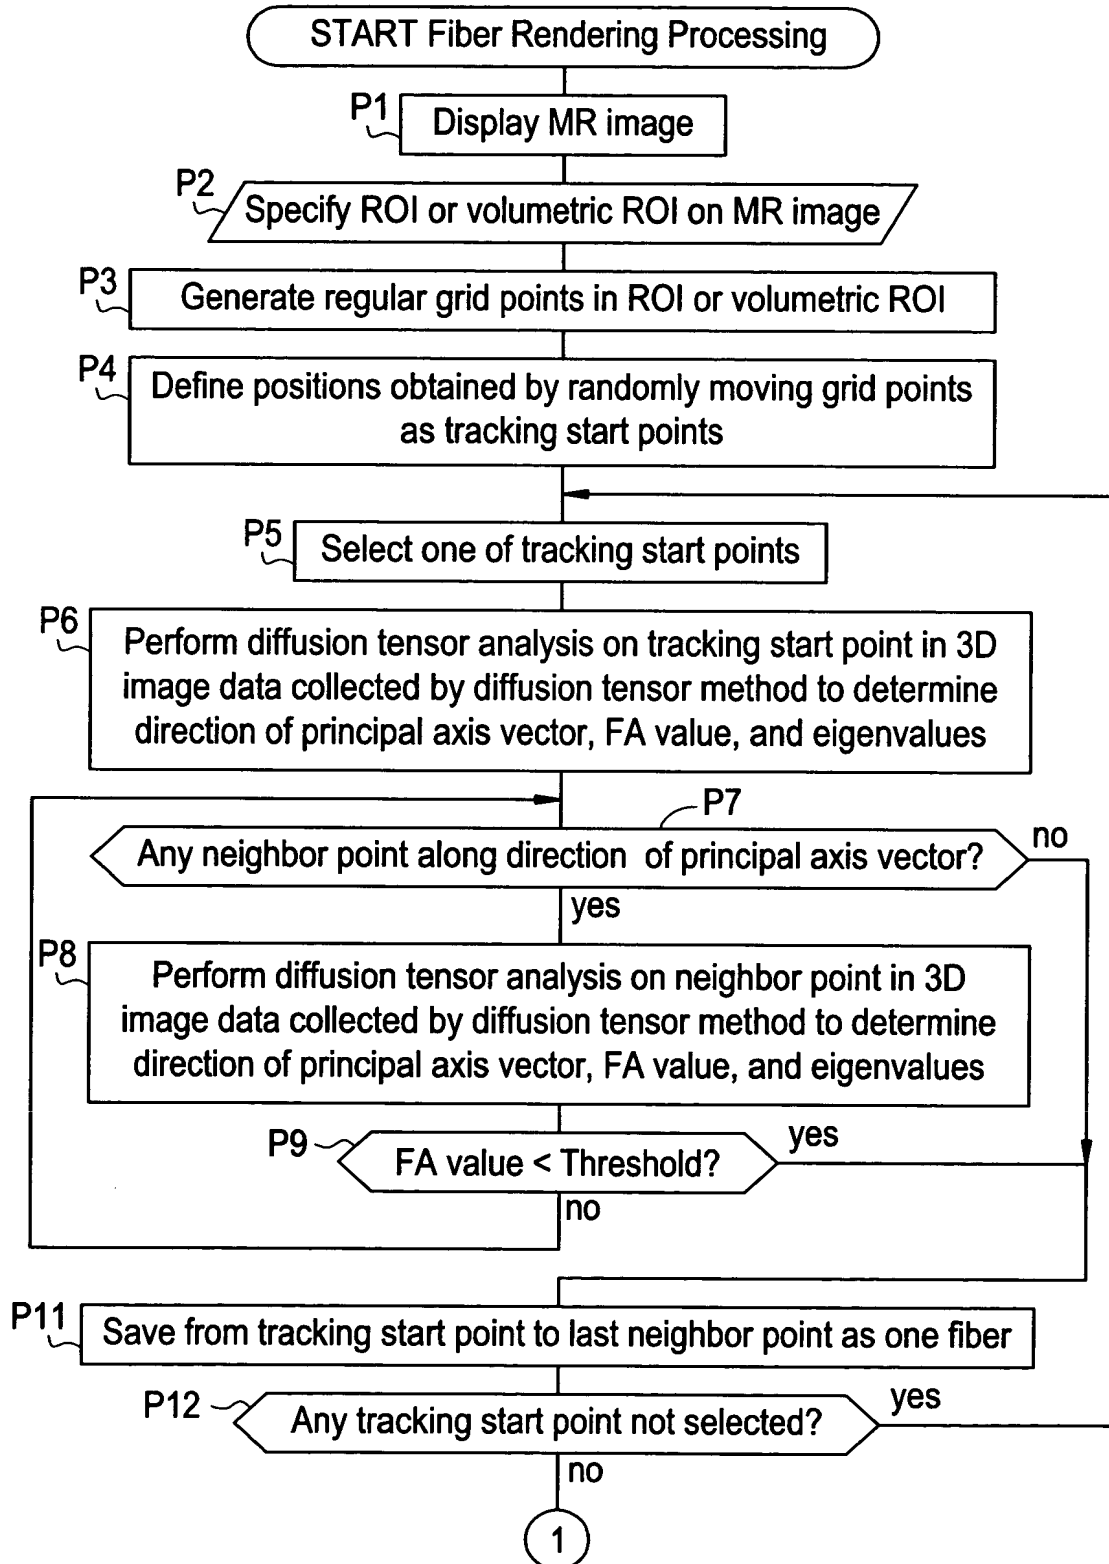 START Fiber Rendering Processing
P1
Display MR image
P2
Specify ROI or volumetric ROI on MR image
P3
Generate regular grid points in ROI or volumetric ROI
P4
Define positions obtained by randomly moving grid points
as tracking start points
P5
Select one of tracking start points
P6
Perform diffusion tensor analysis on tracking start point in 3D
image data collected by diffusion tensor method to determine
direction of principal axis vector, FA value, and eigenvalues
P7
Any neighbor point along direction of principal axis vector?
no
yes
P8
Perform diffusion tensor analysis on neighbor point in 3D
image data collected by diffusion tensor method to determine
direction of principal axis vector, FA value, and eigenvalues
P9
FA value < Threshold?
yes
no
P11
Save from tracking start point to last neighbor point as one fiber
P12
Any tracking start point not selected?
yes
no
1